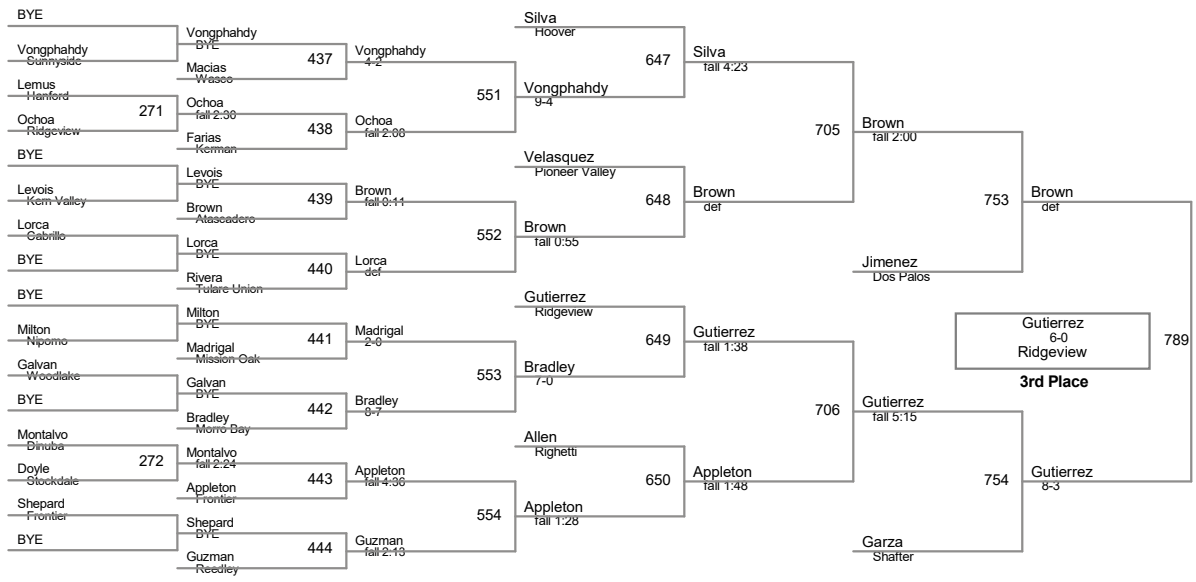 BYE
Vongphahdy
Sunnyside
Lemus
Hanford
271
Ochoa
Ridgeview
BYE
Levois
Kern Valley
Lorca
Cabrillo
BYE
BYE
Milton
Nipomo
Galvan
Woodlake
BYE
Montalvo
Dinuba
272
Doyle
Stockdale
Shepard
Frontier
BYE
Vongphahdy
BYE
437
Macias
Wasco
Ochoa
fall 2:30
438
Farias
Kerman
Levois
BYE
439
Brown
Atascadero
Lorca
BYE
440
Rivera
Tulare Union
Milton
BYE
441
Madrigal
Mission Oak
Galvan
BYE
442
Bradley
Morro Bay
Montalvo
fall 2:24
443
Appleton
Frontier
Shepard
BYE
444
Guzman
Reedley
Vongphahdy
4-2
551
Ochoa
fall 2:08
Brown
fall 0:11
552
Lorca
def
Madrigal
2-0
553
Bradley
8-7
Appleton
fall 4:36
554
Guzman
fall 2:13
Silva
Hoover
647
Vongphahdy
9-4
Velasquez
Pioneer Valley
648
Brown
fall 0:55
Gutierrez
Ridgeview
649
Bradley
7-0
Allen
Righetti
650
Appleton
fall 1:28
Silva
fall 4:23
705
Brown
def
Gutierrez
fall 1:38
706
Appleton
fall 1:48
Brown
fall 2:00
753
Jimenez
Dos Palos
Gutierrez
fall 5:15
754
Garza
Shafter
Brown
def
789
Gutierrez
8-3
Gutierrez
6-0
Ridgeview
3rd Place